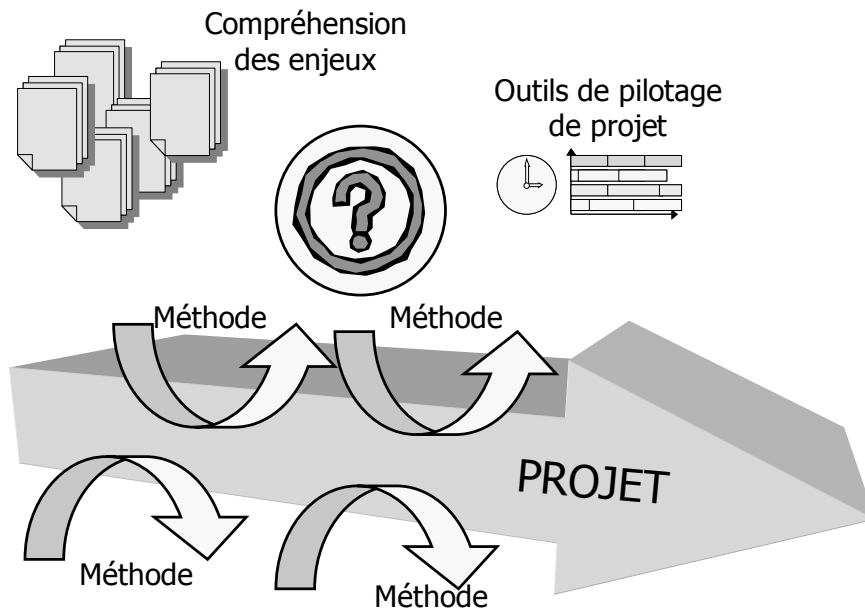 Compréhension
des enjeux
Outils de pilotage
de projet
?
Méthode
Méthode
PROJET
Méthode
Méthode